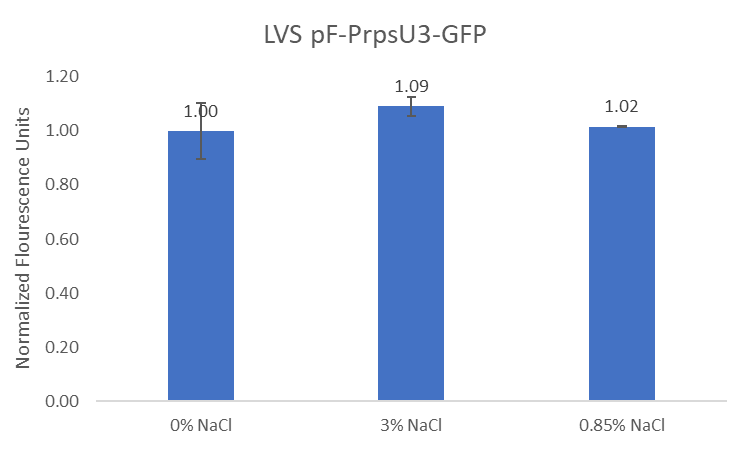 LVS pF-PrpsU3-GFP
Normalized Flourescence Units
1.20
1.00
0.80
0.60
0.40
0.20
0.00
1.00
1.09
1.02
0% NaCl
3% NaCl
0.85% NaCl